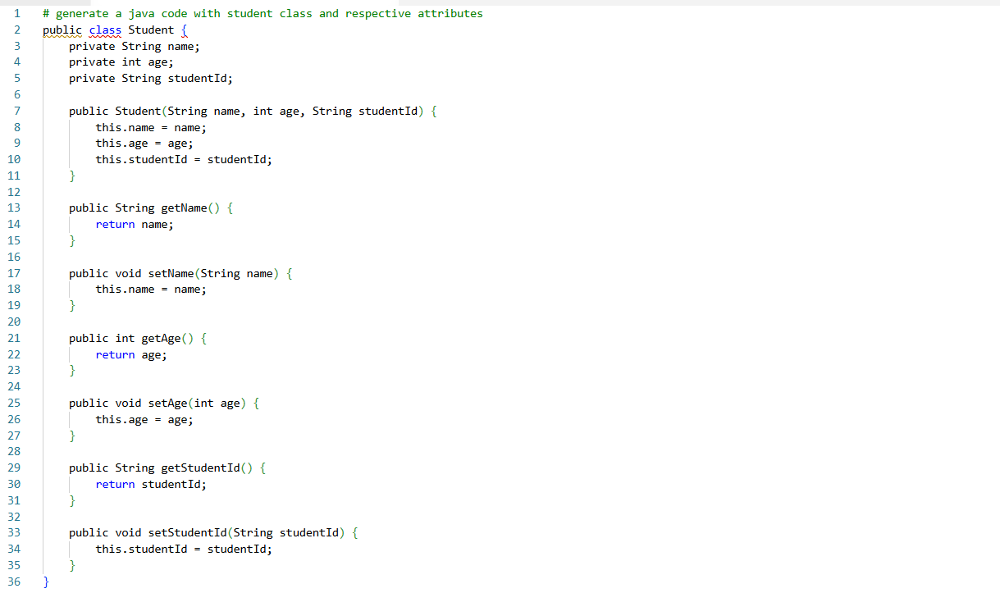 1 # generate a java code with student class and respective attributes
2 public class Student {
3     private String name;
4     private int age;
5     private String studentId;
6
7     public Student(String name, int age, String studentId) {
8         this.name = name;
9         this.age = age;
10         this.studentId = studentId;
11     }
12
13     public String getName() {
14         return name;
15     }
16
17     public void setName(String name) {
18         this.name = name;
19     }
20
21     public int getAge() {
22         return age;
23     }
24
25     public void setAge(int age) {
26         this.age = age;
27     }
28
29     public String getStudentId() {
30         return studentId;
31     }
32
33     public void setStudentId(String studentId) {
34         this.studentId = studentId;
35     }
36 }